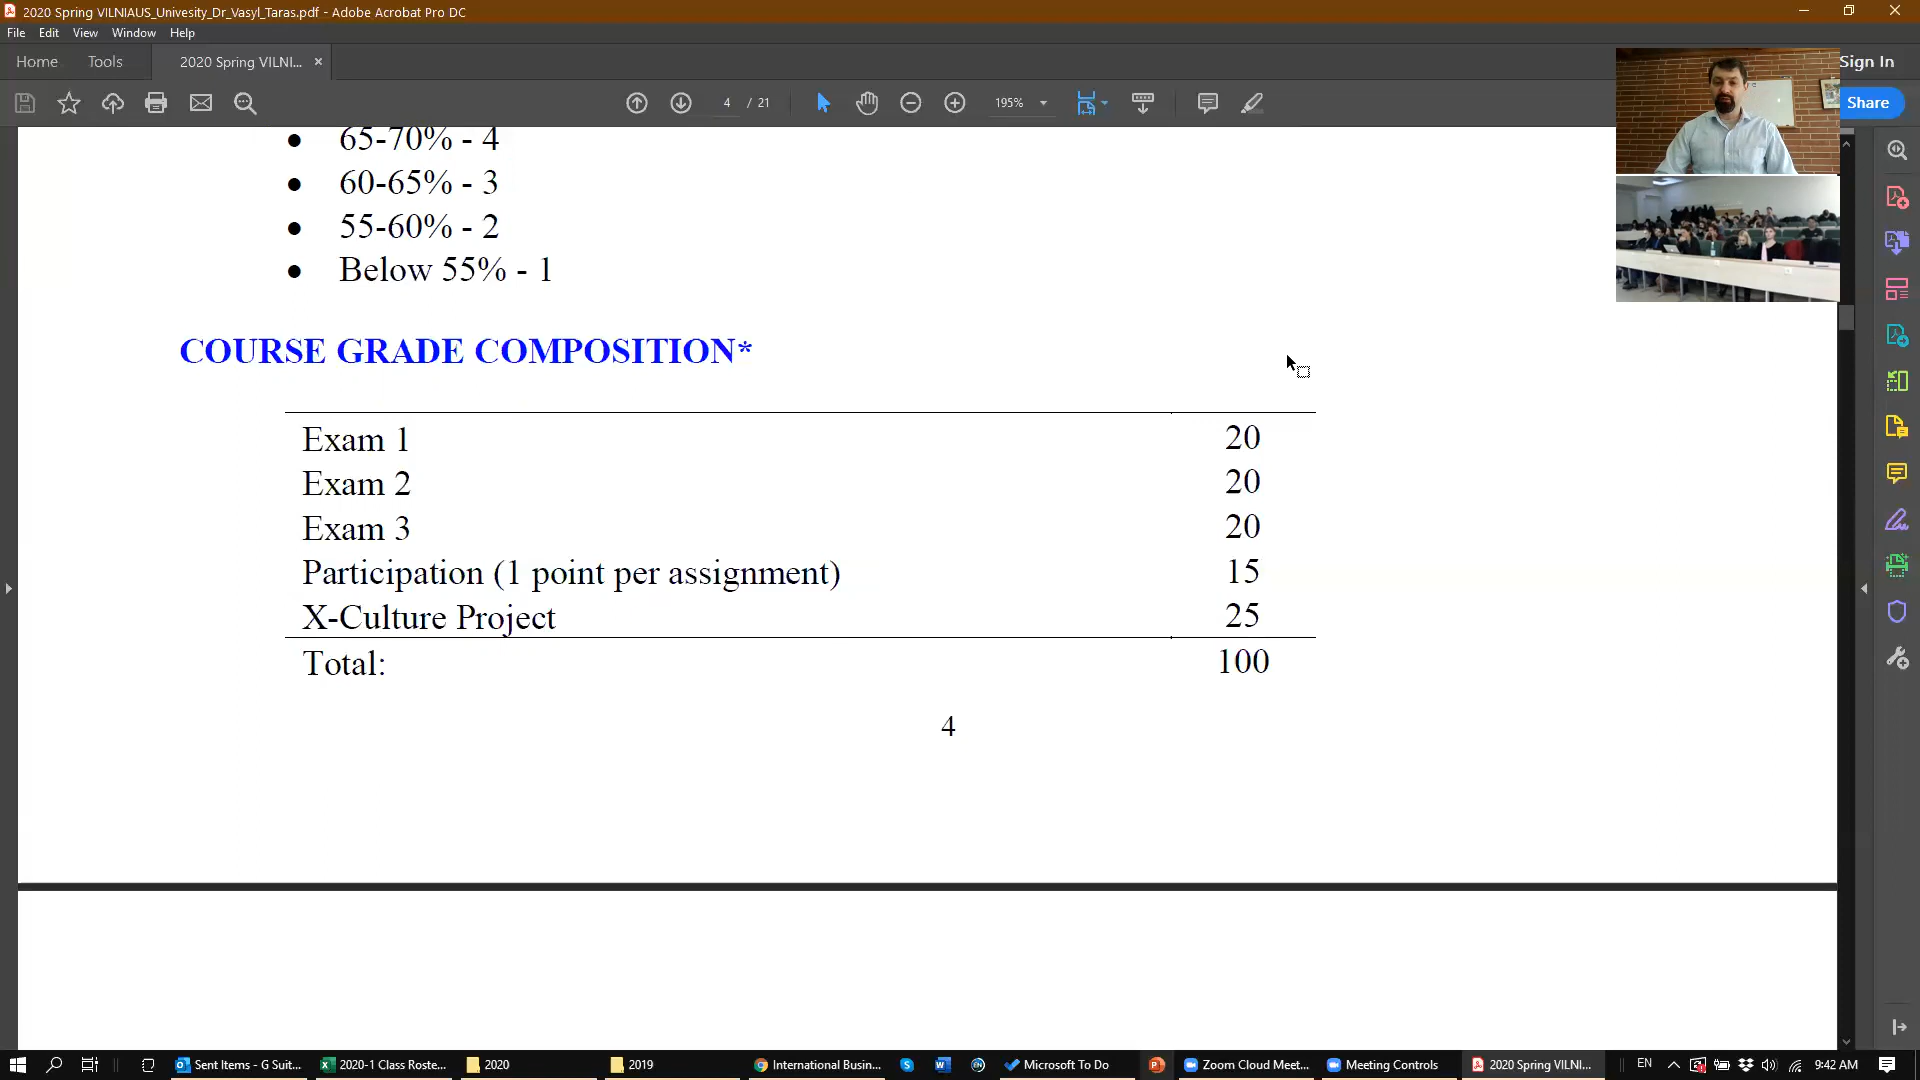 2020 Spring VILNIAUS_Univesity_Dr_Vasyl_Taras.pdf - Adobe Acrobat Pro DC
File Edit View Window Help
Home Tools 2020 Spring VILNI... × Sign In
4 / 21 195% Share
• 65-70% - 4
• 60-65% - 3
• 55-60% - 2
• Below 55% - 1
COURSE GRADE COMPOSITION*
Exam 1 20
Exam 2 20
Exam 3 20
Participation (1 point per assignment) 15
X-Culture Project 25
Total: 100
4
Sent Items - G Suit... 2020-1 Class Roste... 2020 2019 International Busin... Microsoft To Do Zoom Cloud Meet... Meeting Controls 2020 Spring VILNI... EN 9:42 AM